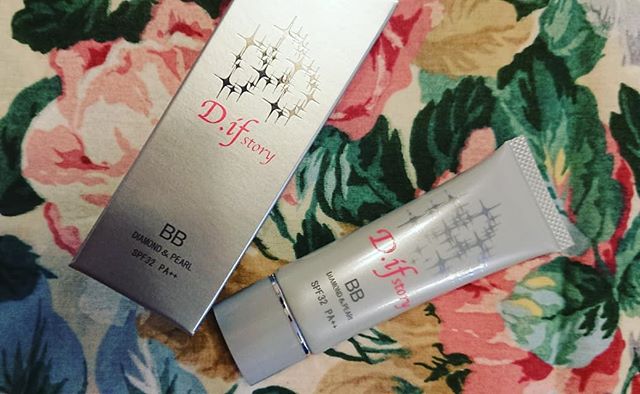 D.if story
BB
DIAMOND & PEARL
SPF32 PA++
D.if story
BB
DIAMOND & PEARL
SPF32 PA++